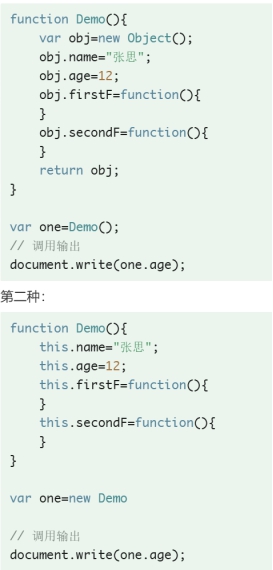 function Demo(){
    var obj=new Object();
    obj.name="张思";
    obj.age=12;
    obj.firstF=function(){
    }
    obj.secondF=function(){
    }
    return obj;
}

var one=Demo();
// 调用输出
document.write(one.age);
第二种：
function Demo(){
    this.name="张思";
    this.age=12;
    this.firstF=function(){
    }
    this.secondF=function(){
    }
}

var one=new Demo

// 调用输出
document.write(one.age);